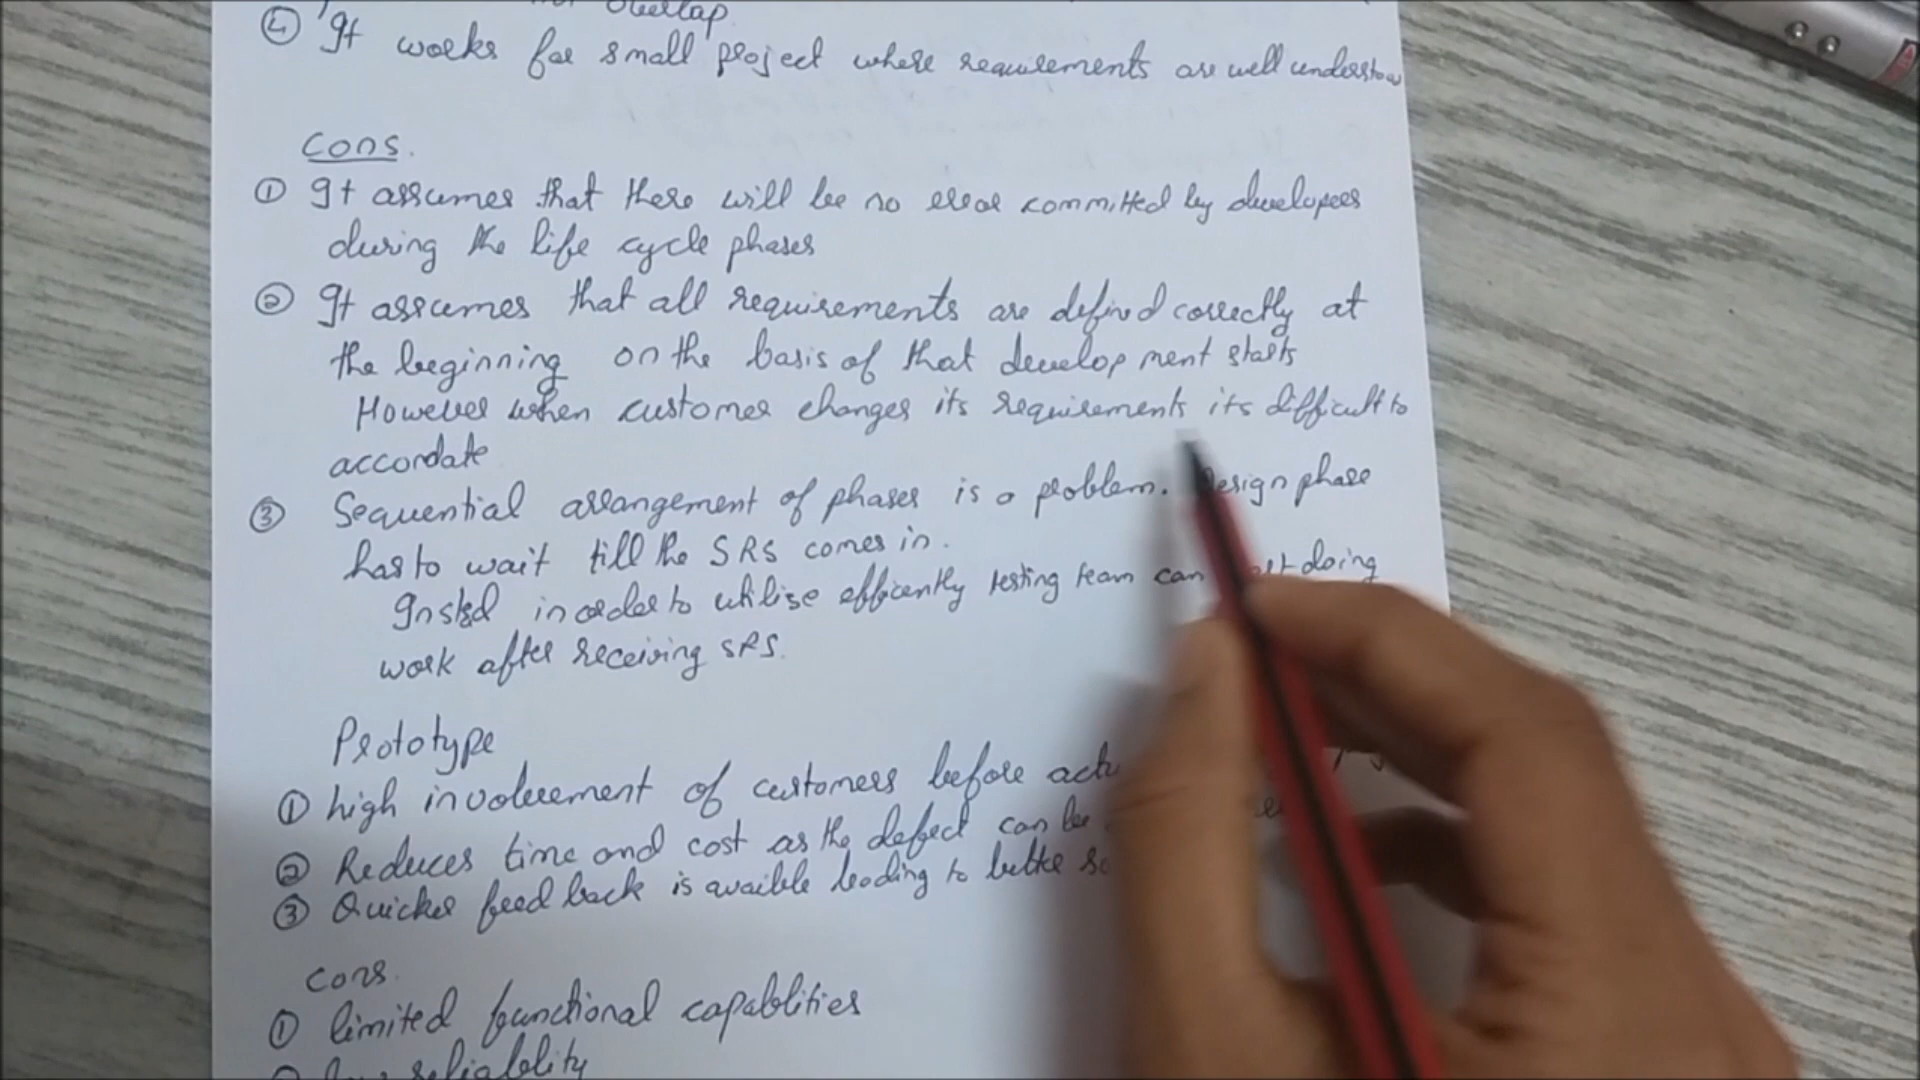 overlap
④ It works for small project where requirements are well understood
Cons.
① It assumes that there will be no error committed by developers
during the life cycle phases
② It assumes that all requirements are defined correctly at
the beginning on the basis of that development starts
However when customer changes its requirements its difficult to
accordate
③ Sequential arrangement of phases is a problem. Design phase
has to wait till the SRS comes in.
in order to utilise efficently testing team can doing
work after receiving SRS.
Prototype
① high involvement of customers before
② Reduces time and cost as the defect can be
③ Quicker feed back is availble leading to
cons.
① limited functional capablities
reliablity